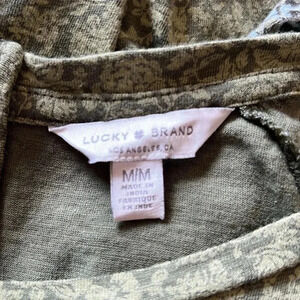 LUCKY BRAND
LOS ANGELES, CA
M/M
MADE IN
INDIA
FABRIQUE
EN INDE